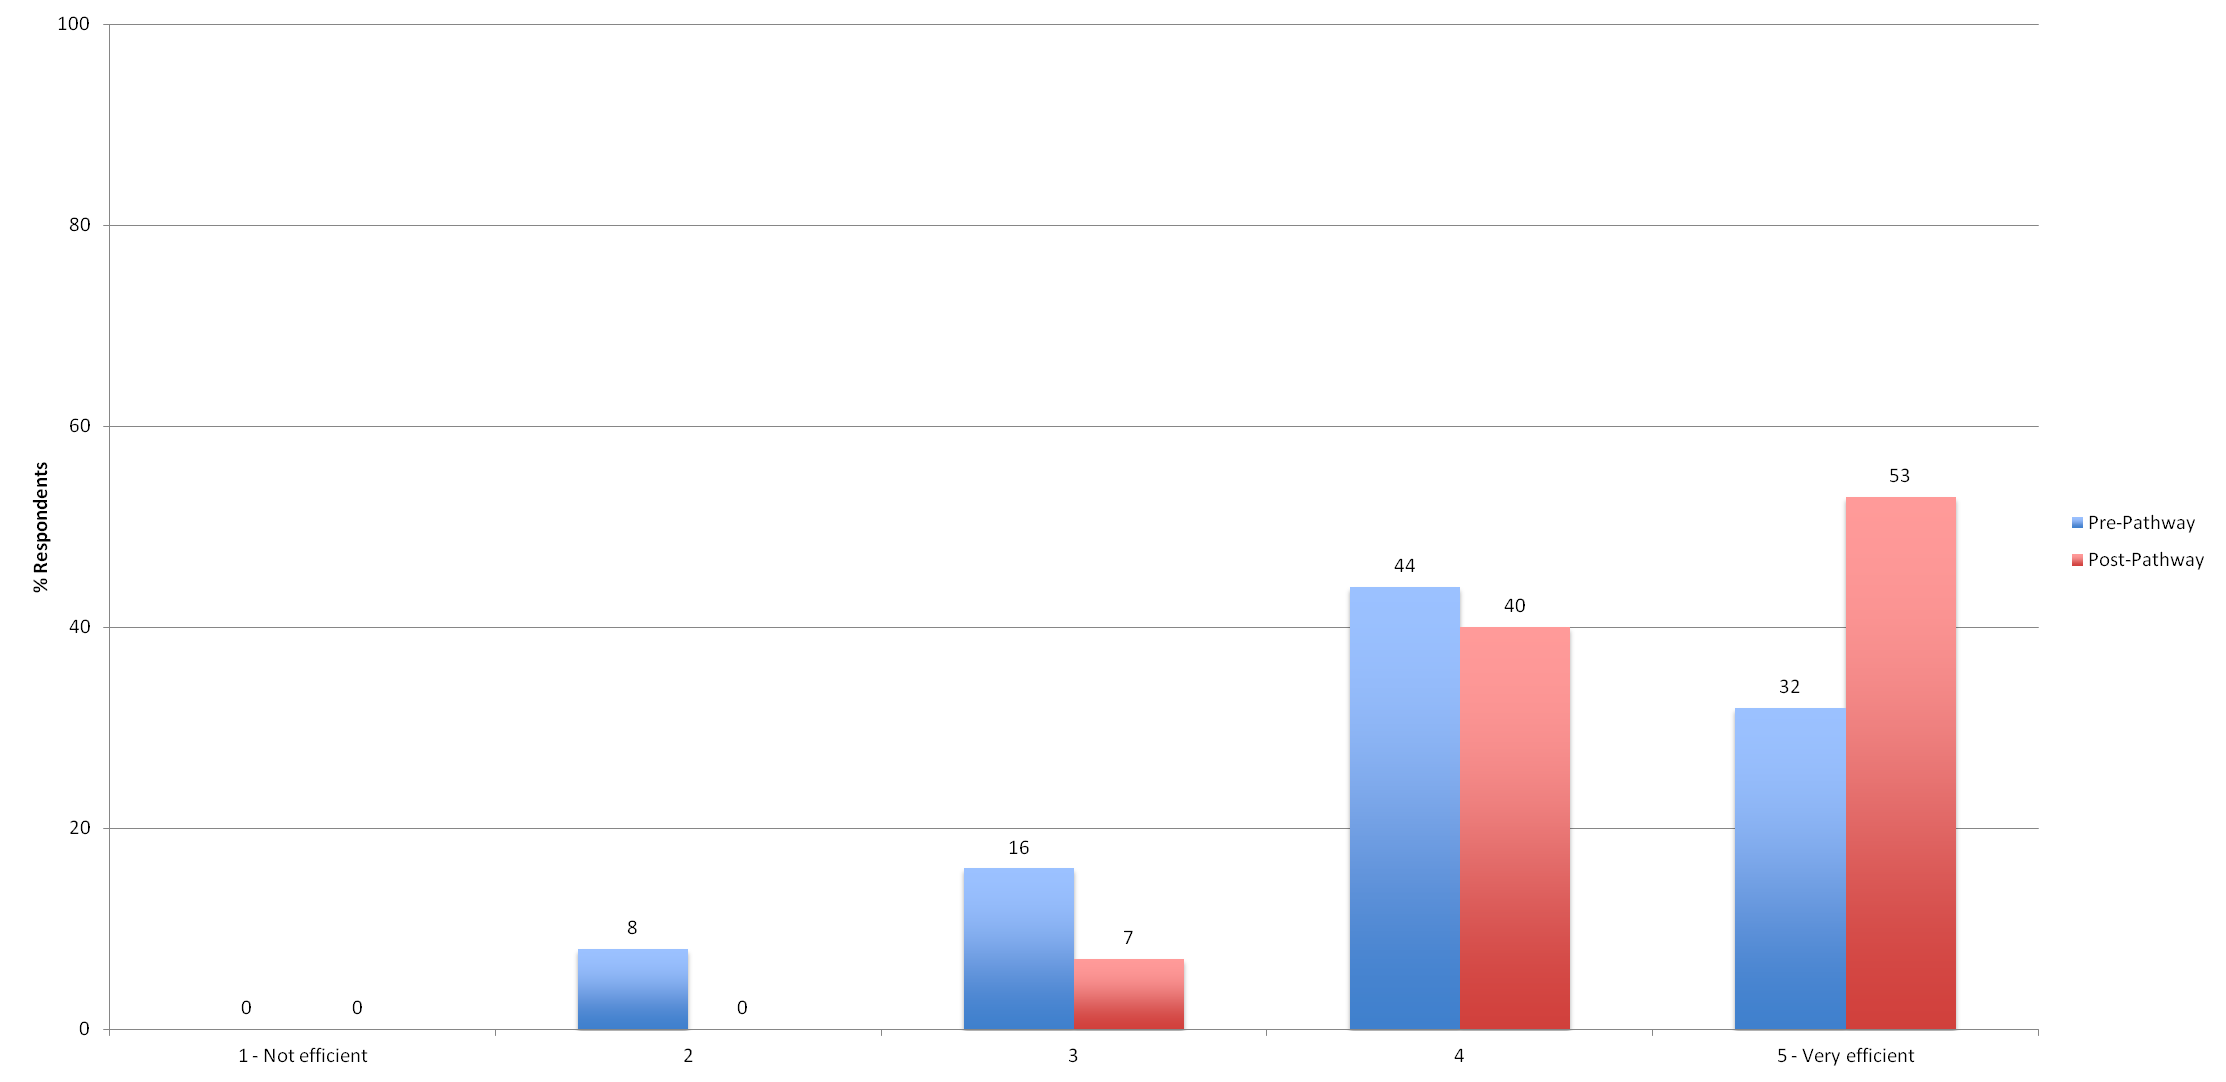 100
80
60
40
20
0
% Respondents
0 0
8 0
16 7
44 40
32 53
1 - Not efficient 2 3 4 5 - Very efficient
Pre-Pathway
Post-Pathway